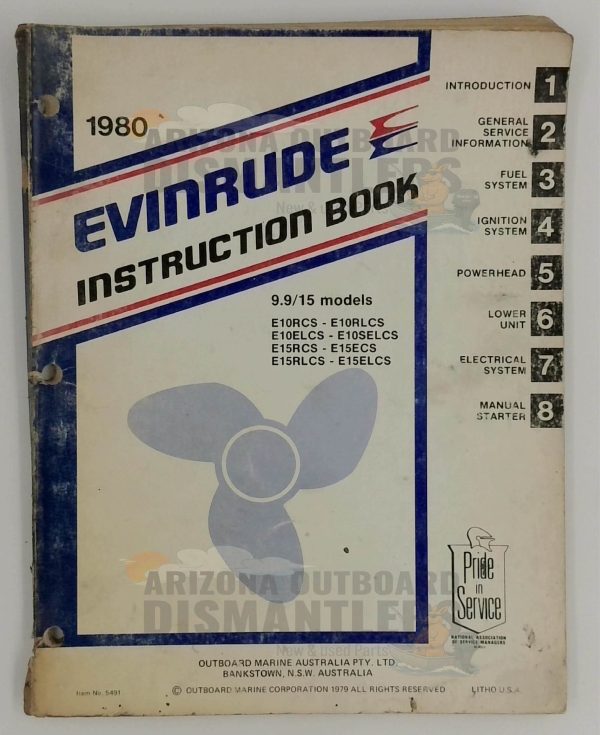 1980
EVINRUDE
INSTRUCTION BOOK
9.9/15 models
E10RCS - E10RLCS
E10ELCS - E10SELCS
E15RCS - E15ECS
E15RLCS - E15ELCS
INTRODUCTION 1
GENERAL
SERVICE
INFORMATION 2
FUEL
SYSTEM 3
IGNITION
SYSTEM 4
POWERHEAD 5
LOWER
UNIT 6
ELECTRICAL
SYSTEM 7
MANUAL
STARTER 8
ARIZONA OUTBOARD
DISMANTLERS
New & Used Parts
Pride
in
Service
NATIONAL ASSOCIATION
OF SERVICE MANAGERS
ARIZONA OUTBOARD
DISMANTLERS
New & Used Parts
OUTBOARD MARINE AUSTRALIA PTY. LTD.
BANKSTOWN, N.S.W. AUSTRALIA
Item No. 5491
© OUTBOARD MARINE CORPORATION 1979 ALL RIGHTS RESERVED
LITHO U.S.A.